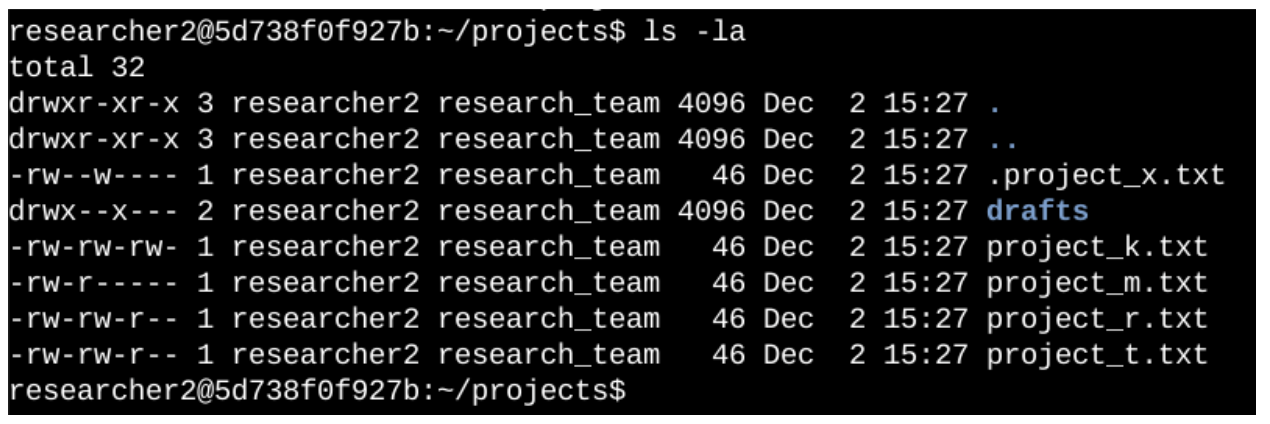 researcher2@5d738f0f927b:~/projects$ ls -la
total 32
drwxr-xr-x 3 researcher2 research_team 4096 Dec  2 15:27 .
drwxr-xr-x 3 researcher2 research_team 4096 Dec  2 15:27 ..
-rw--w---- 1 researcher2 research_team   46 Dec  2 15:27 .project_x.txt
drwx--x--- 2 researcher2 research_team 4096 Dec  2 15:27 drafts
-rw-rw-rw- 1 researcher2 research_team   46 Dec  2 15:27 project_k.txt
-rw-r----- 1 researcher2 research_team   46 Dec  2 15:27 project_m.txt
-rw-rw-r-- 1 researcher2 research_team   46 Dec  2 15:27 project_r.txt
-rw-rw-r-- 1 researcher2 research_team   46 Dec  2 15:27 project_t.txt
researcher2@5d738f0f927b:~/projects$